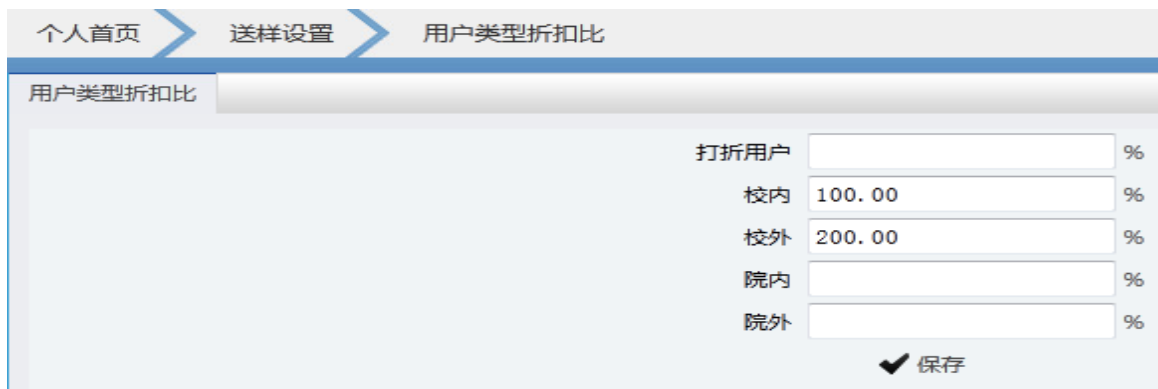 个人首页 送样设置 用户类型折扣比
用户类型折扣比
打折用户 %
校内 100.00 %
校外 200.00 %
院内 %
院外 %
✔ 保存